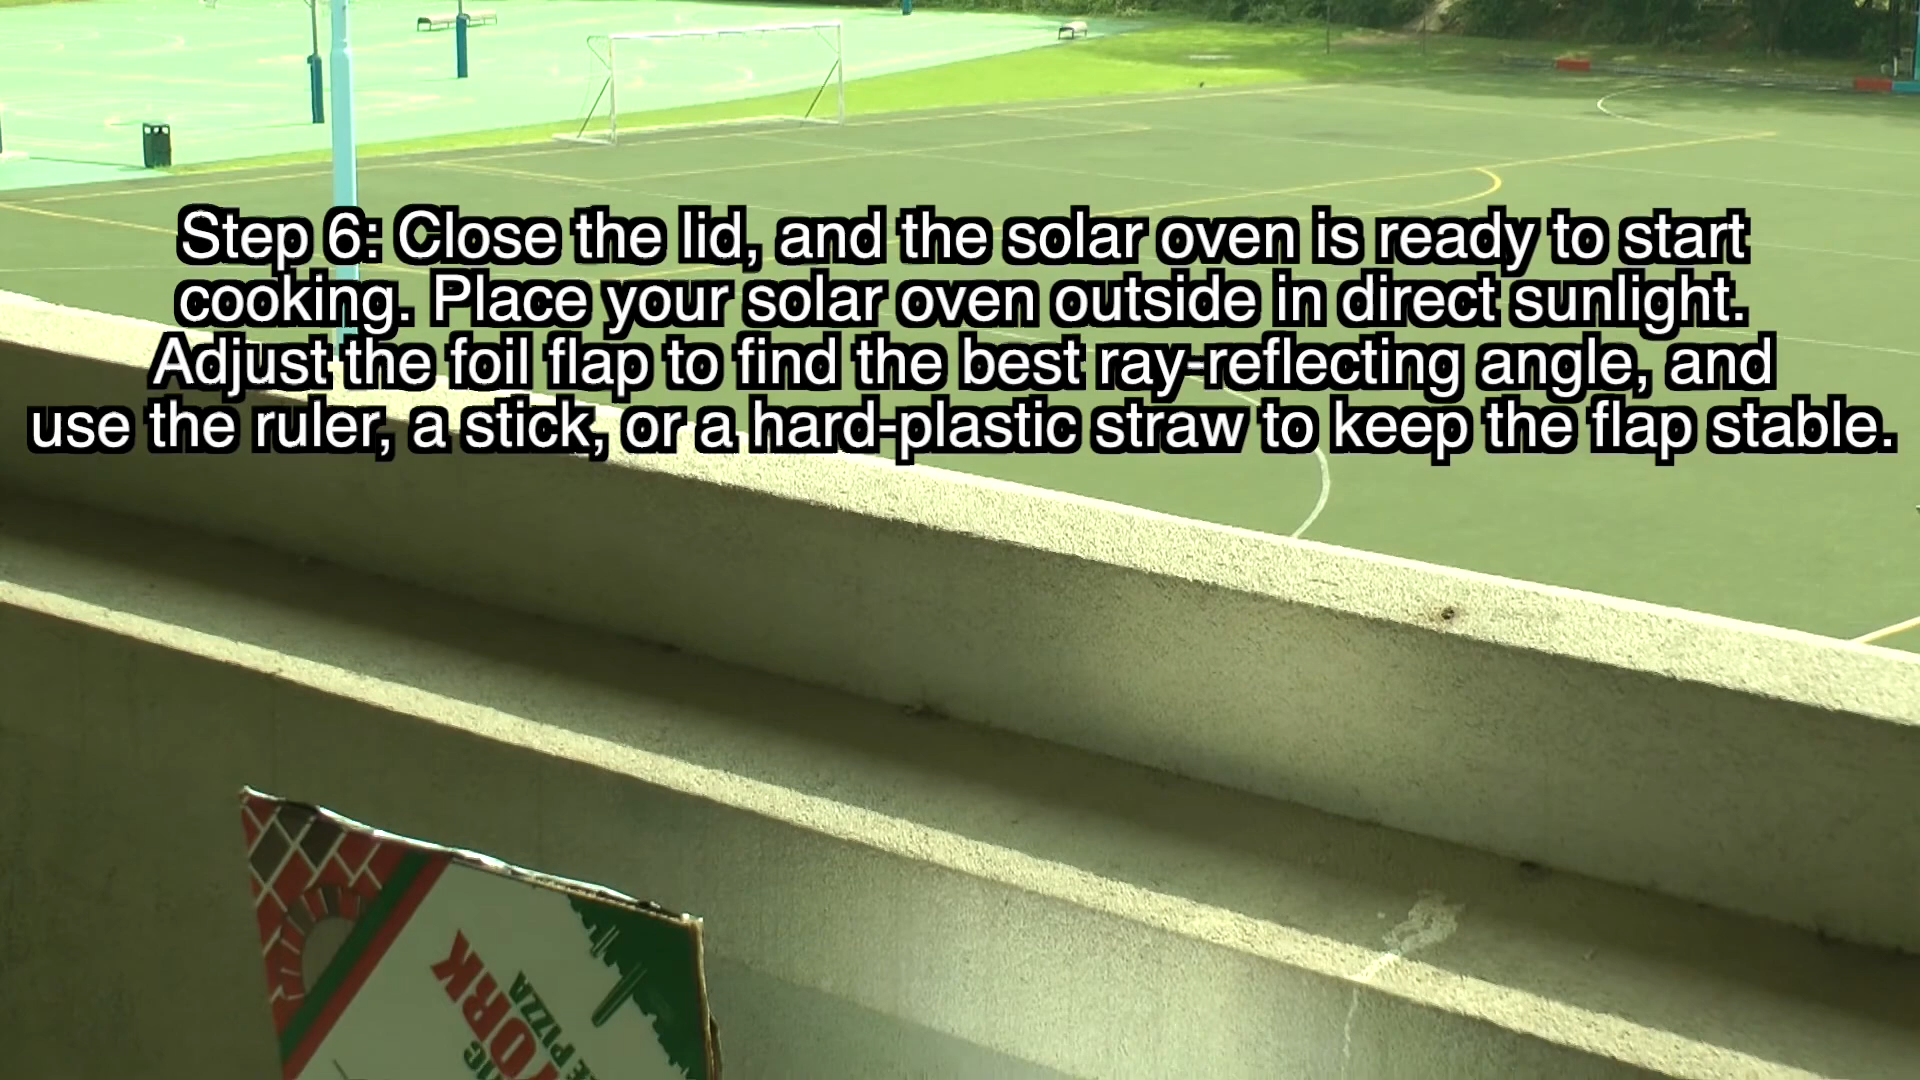 Step 6: Close the lid, and the solar oven is ready to start
cooking. Place your solar oven outside in direct sunlight.
Adjust the foil flap to find the best ray-reflecting angle, and
use the ruler, a stick, or a hard-plastic straw to keep the flap stable.
PIZZA